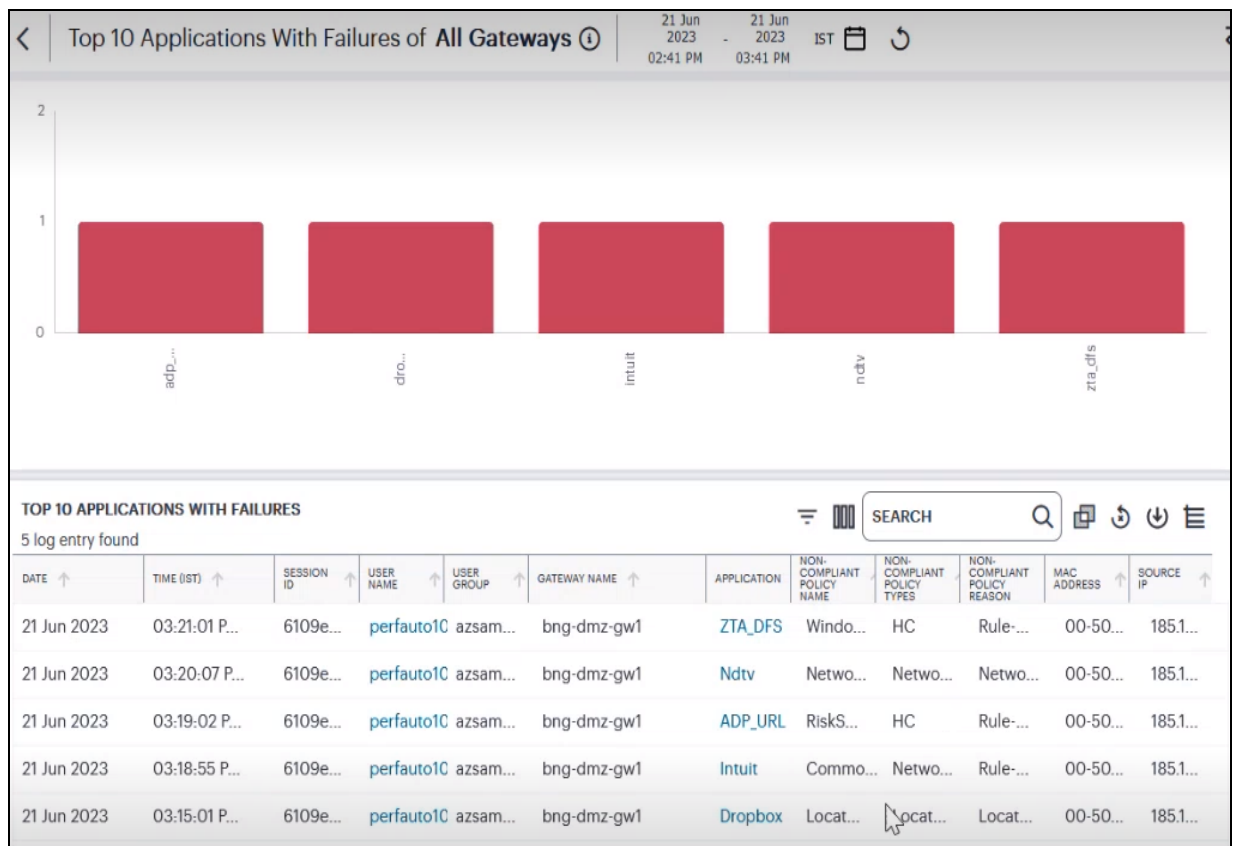 Top 10 Applications With Failures of All Gateways
21 Jun 2023 02:41 PM - 21 Jun 2023 03:41 PM IST
2
1
0
adp_...
dro...
intuit
ndtv
zta_dfs
TOP 10 APPLICATIONS WITH FAILURES
SEARCH
5 log entry found
DATE TIME (IST) SESSION ID USER NAME USER GROUP GATEWAY NAME APPLICATION NON-COMPLIANT POLICY NAME NON-COMPLIANT POLICY TYPES NON-COMPLIANT POLICY REASON MAC ADDRESS SOURCE IP
21 Jun 2023 03:21:01 P... 6109e... perfauto10 azsam... bng-dmz-gw1 ZTA_DFS Windo... HC Rule-... 00-50... 185.1...
21 Jun 2023 03:20:07 P... 6109e... perfauto10 azsam... bng-dmz-gw1 Ndtv Netwo... Netwo... Netwo... 00-50... 185.1...
21 Jun 2023 03:19:02 P... 6109e... perfauto10 azsam... bng-dmz-gw1 ADP_URL RiskS... HC Rule-... 00-50... 185.1...
21 Jun 2023 03:18:55 P... 6109e... perfauto10 azsam... bng-dmz-gw1 Intuit Commo... Netwo... Rule-... 00-50... 185.1...
21 Jun 2023 03:15:01 P... 6109e... perfauto10 azsam... bng-dmz-gw1 Dropbox Locat... Locat... Locat... 00-50... 185.1...